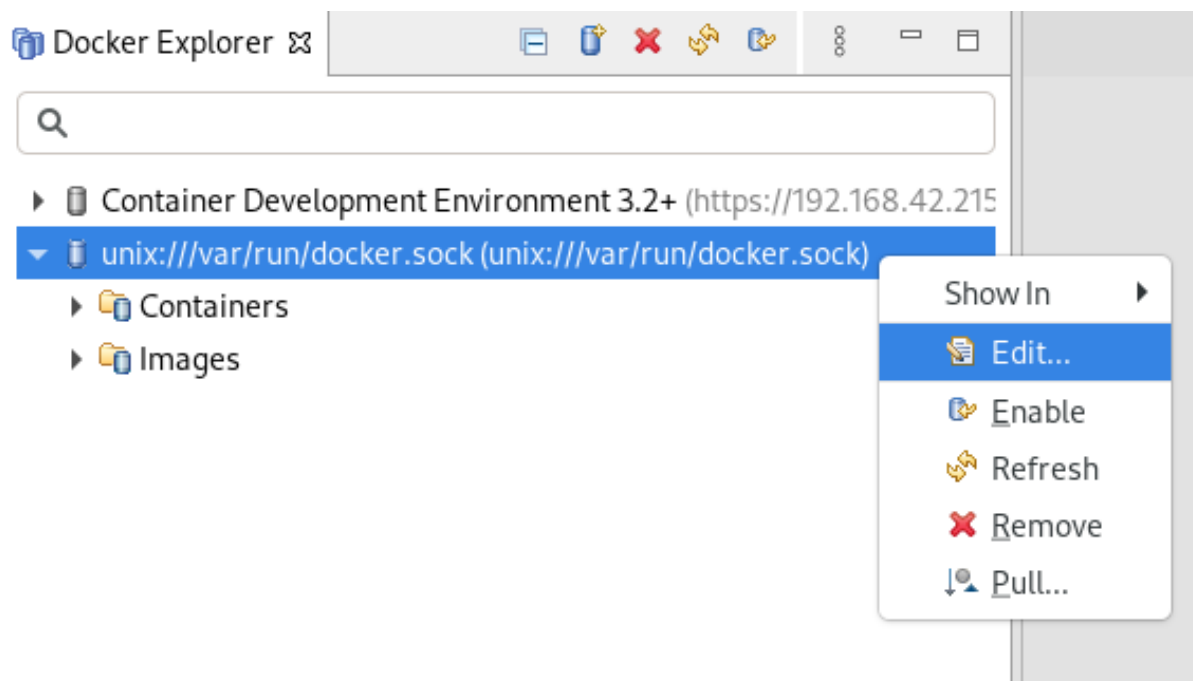 Docker Explorer
Container Development Environment 3.2+ (https://192.168.42.215
unix:///var/run/docker.sock (unix:///var/run/docker.sock)
Containers
Images
Show In
Edit...
Enable
Refresh
Remove
Pull...